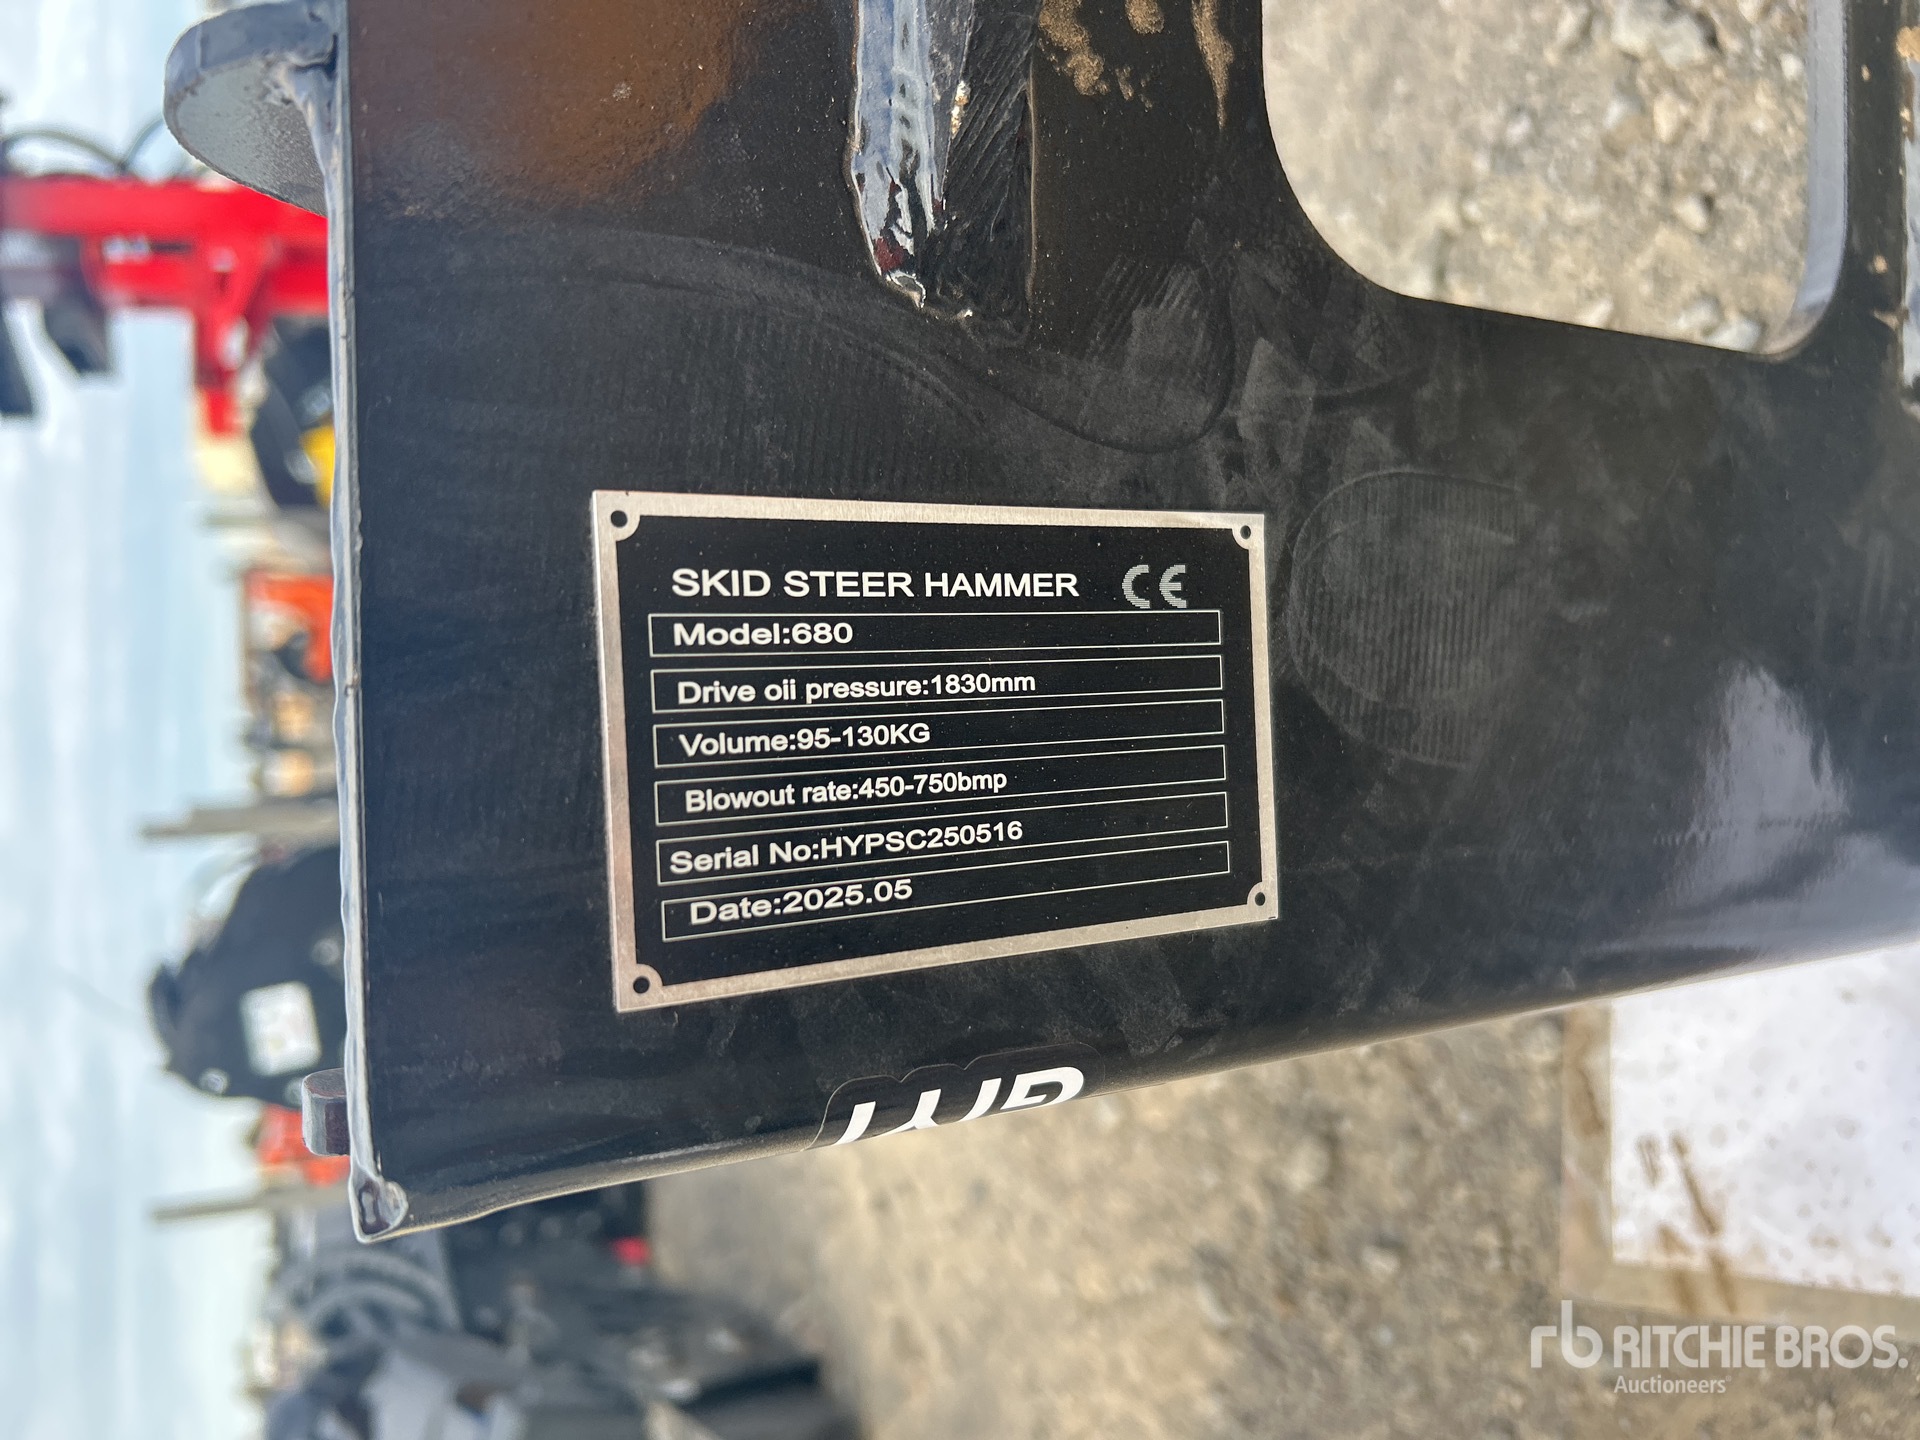 SKID STEER HAMMER CE
Model:680
Drive oii pressure:1830mm
Volume:95-130KG
Blowout rate:450-750bmp
Serial No:HYPSC250516
Date:2025.05
rb RITCHIE BROS.
Auctioneers